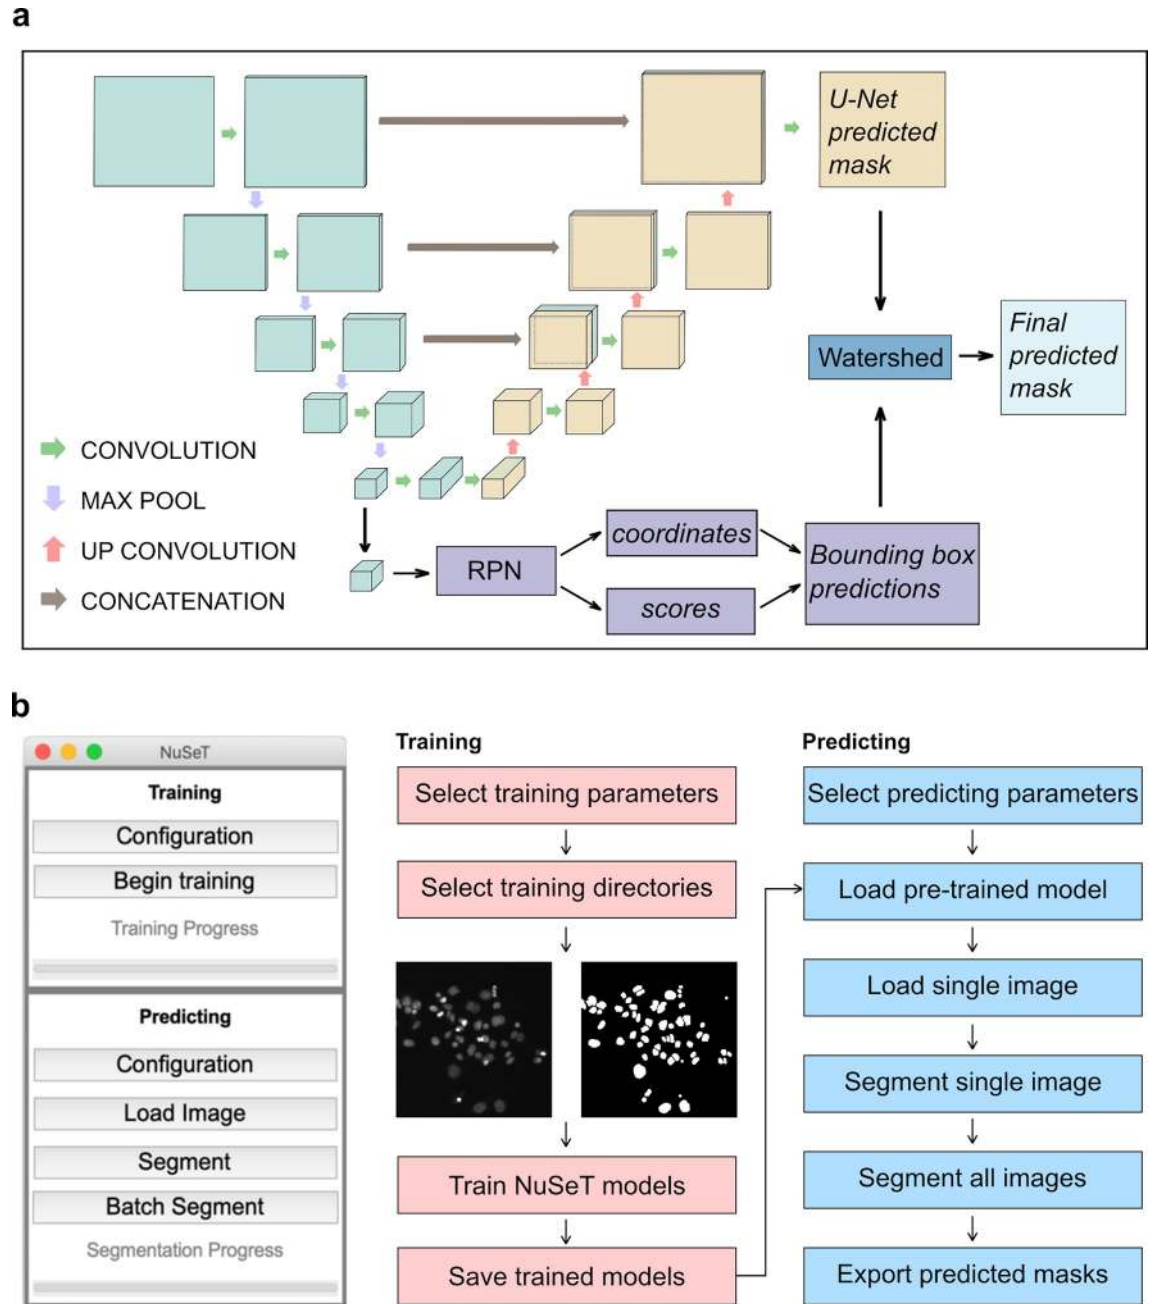 a
U-Net
predicted
mask
Watershed
Final
predicted
mask
CONVOLUTION
MAX POOL
UP CONVOLUTION
CONCATENATION
RPN
coordinates
scores
Bounding box
predictions
b
NuSeT
Training
Configuration
Begin training
Training Progress
Predicting
Configuration
Load Image
Segment
Batch Segment
Segmentation Progress
Training
Select training parameters
Select training directories
Train NuSeT models
Save trained models
Predicting
Select predicting parameters
Load pre-trained model
Load single image
Segment single image
Segment all images
Export predicted masks